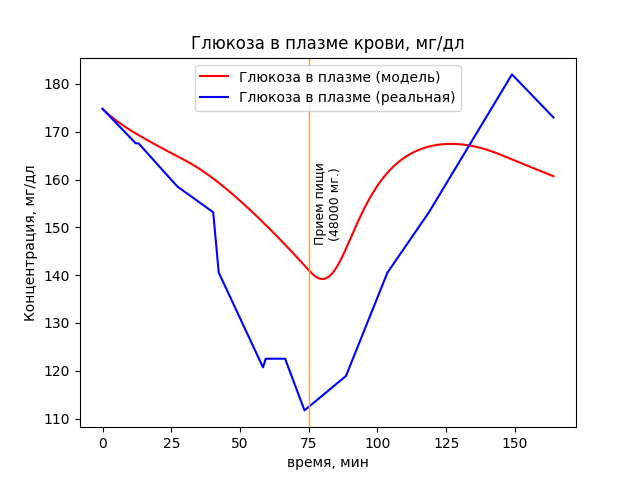 Глюкоза в плазме крови, мг/дл
Глюкоза в плазме (модель)
Глюкоза в плазме (реальная)
Концентрация, мг/дл
180
170
160
150
140
130
120
110
Прием пищи
(48000 мг.)
0
25
50
75
100
125
150
время, мин